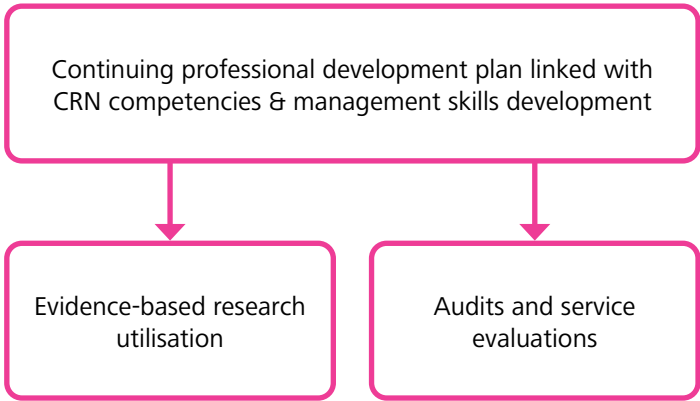 Continuing professional development plan linked with
CRN competencies & management skills development
Evidence-based research
utilisation
Audits and service
evaluations